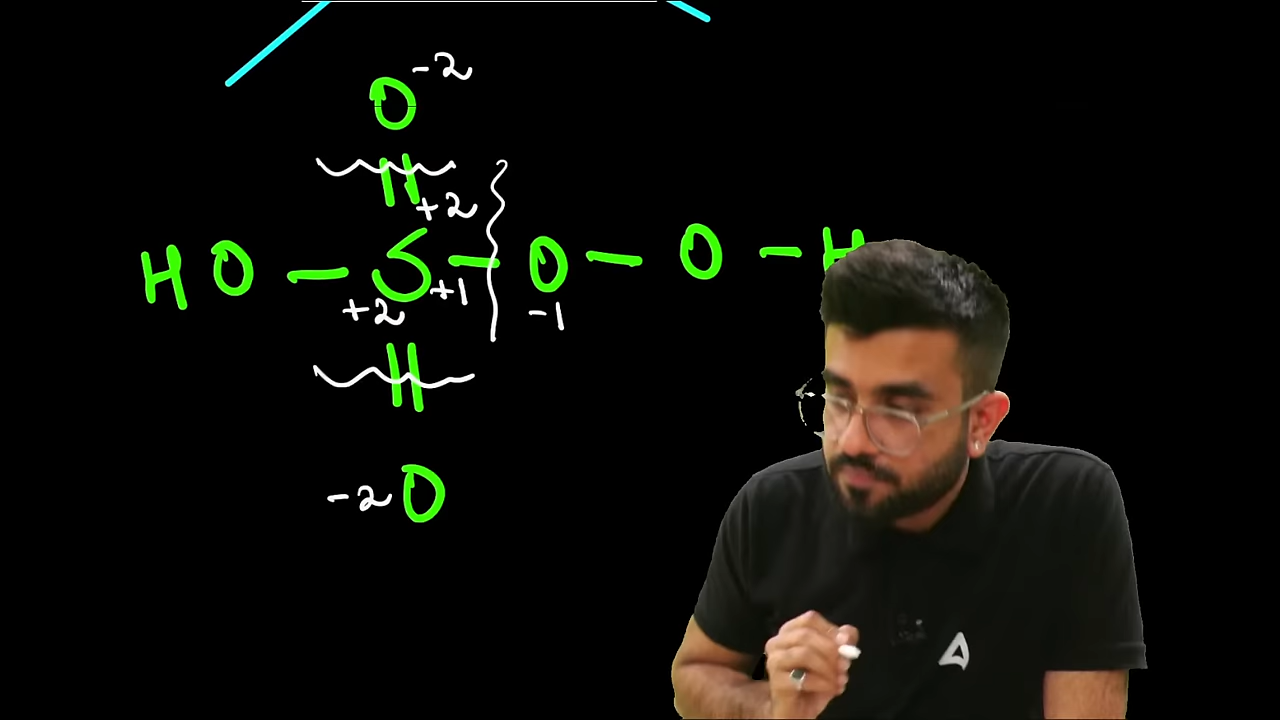 O -2
+2
HO — S — O — O — H
+2 +1 -1
-2 O